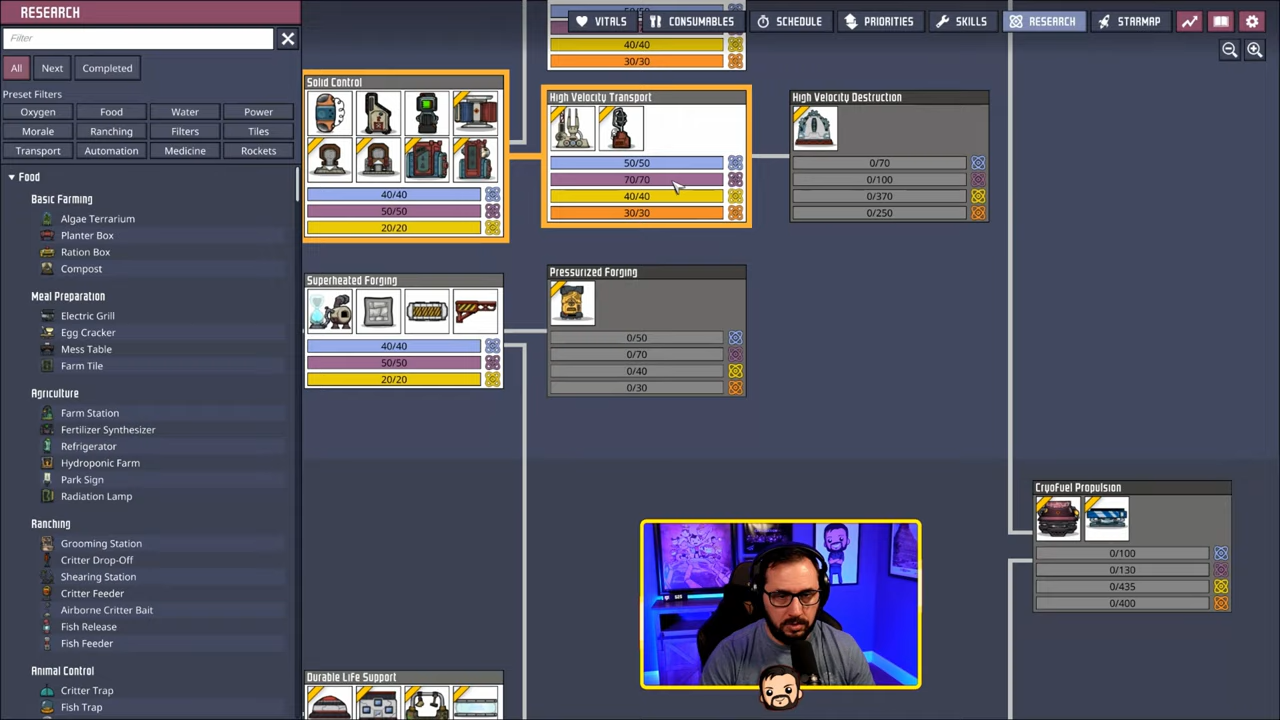 RESEARCH
VITALS
CONSUMABLES
SCHEDULE
PRIORITIES
SKILLS
RESEARCH
STARMAP
Filter
All
Next
Completed
Preset Filters
Oxygen
Food
Water
Power
Morale
Ranching
Filters
Tiles
Transport
Automation
Medicine
Rockets
Food
Basic Farming
Algae Terrarium
Planter Box
Ration Box
Compost
Meal Preparation
Electric Grill
Egg Cracker
Mess Table
Farm Tile
Agriculture
Farm Station
Fertilizer Synthesizer
Refrigerator
Hydroponic Farm
Park Sign
Radiation Lamp
Ranching
Grooming Station
Critter Drop-Off
Shearing Station
Critter Feeder
Airborne Critter Bait
Fish Release
Fish Feeder
Animal Control
Critter Trap
Fish Trap
40/40
30/30
Solid Control
40/40
50/50
20/20
High Velocity Transport
50/50
70/70
40/40
30/30
High Velocity Destruction
0/70
0/100
0/370
0/250
Superheated Forging
40/40
50/50
20/20
Pressurized Forging
0/50
0/70
0/40
0/30
CryoFuel Propulsion
0/100
0/130
0/435
0/400
Durable Life Support